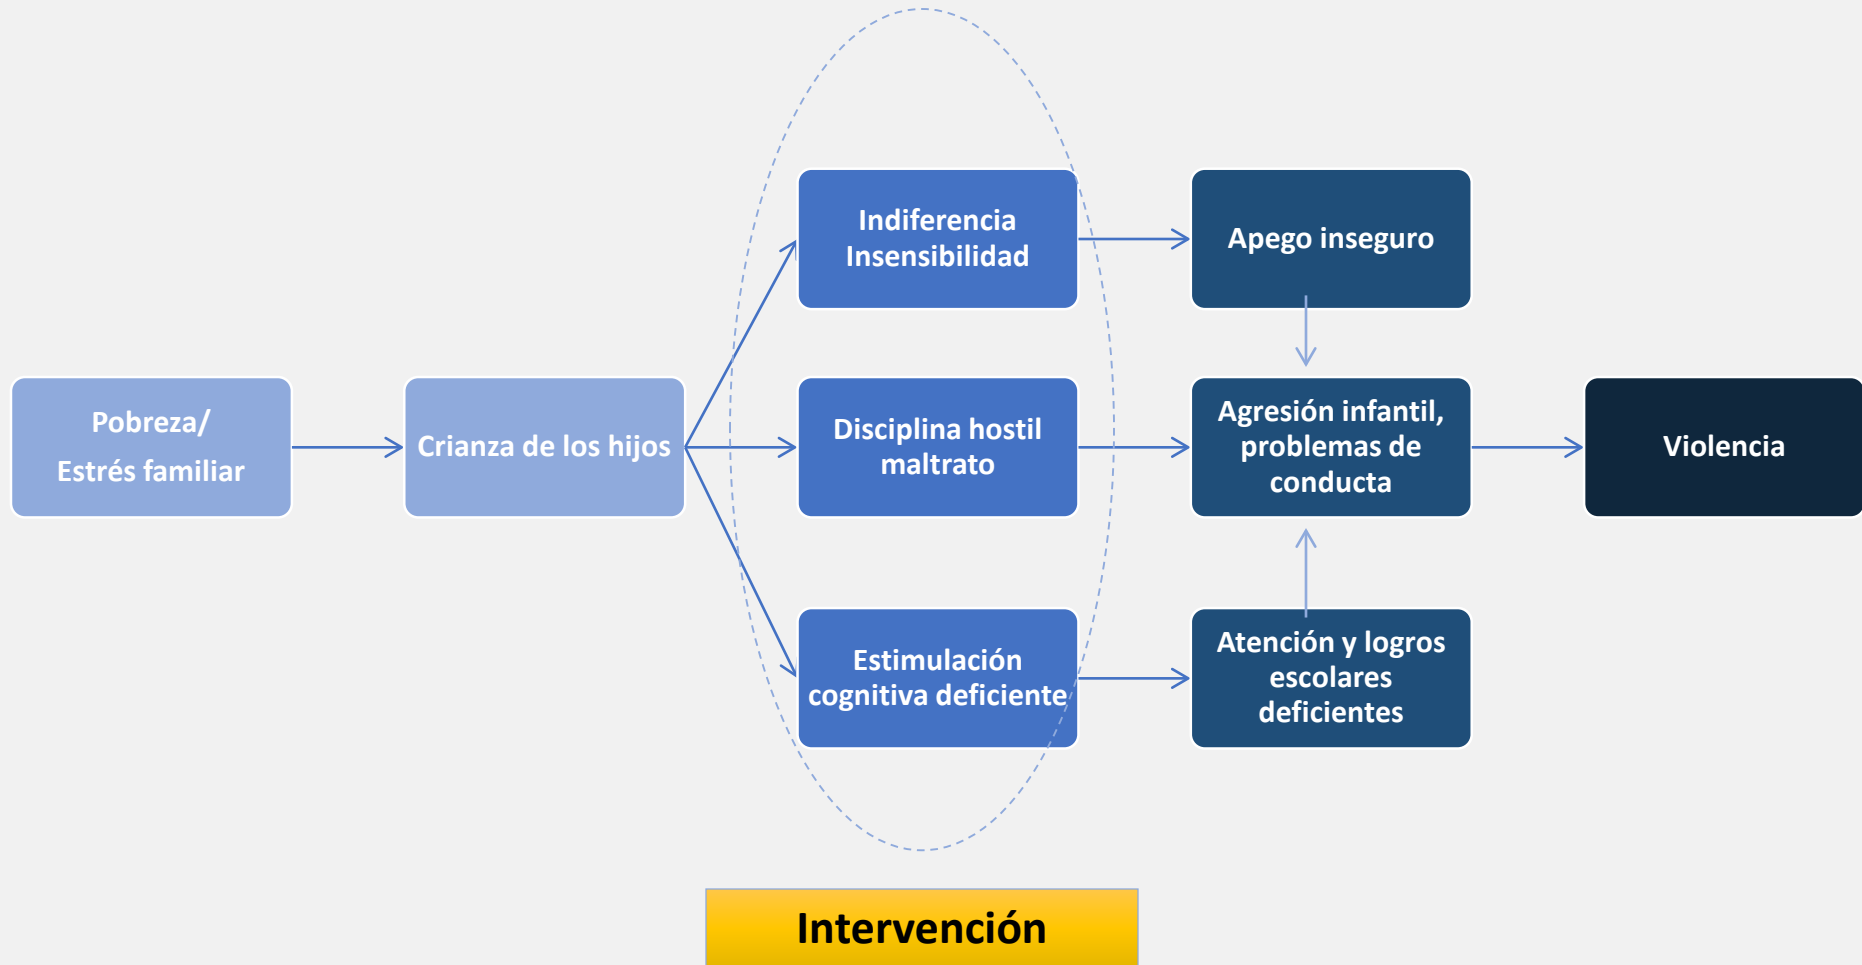 Indiferencia
Insensibilidad
Apego inseguro
Pobreza/
Estrés familiar
Crianza de los hijos
Disciplina hostil
maltrato
Agresión infantil,
problemas de
conducta
Violencia
Estimulación
cognitiva deficiente
Atención y logros
escolares
deficientes
Intervención